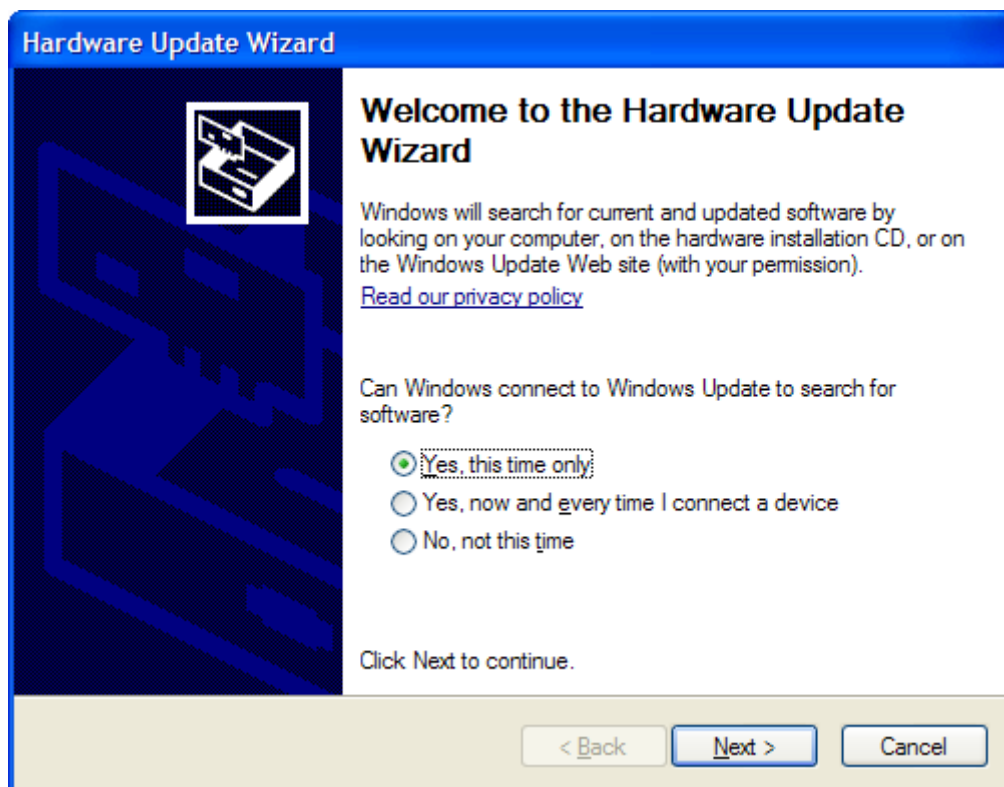 Hardware Update Wizard
Welcome to the Hardware Update
Wizard
Windows will search for current and updated software by
looking on your computer, on the hardware installation CD, or on
the Windows Update Web site (with your permission).
Read our privacy policy
Can Windows connect to Windows Update to search for
software?
Yes, this time only
Yes, now and every time I connect a device
No, not this time
Click Next to continue.
< Back
Next >
Cancel